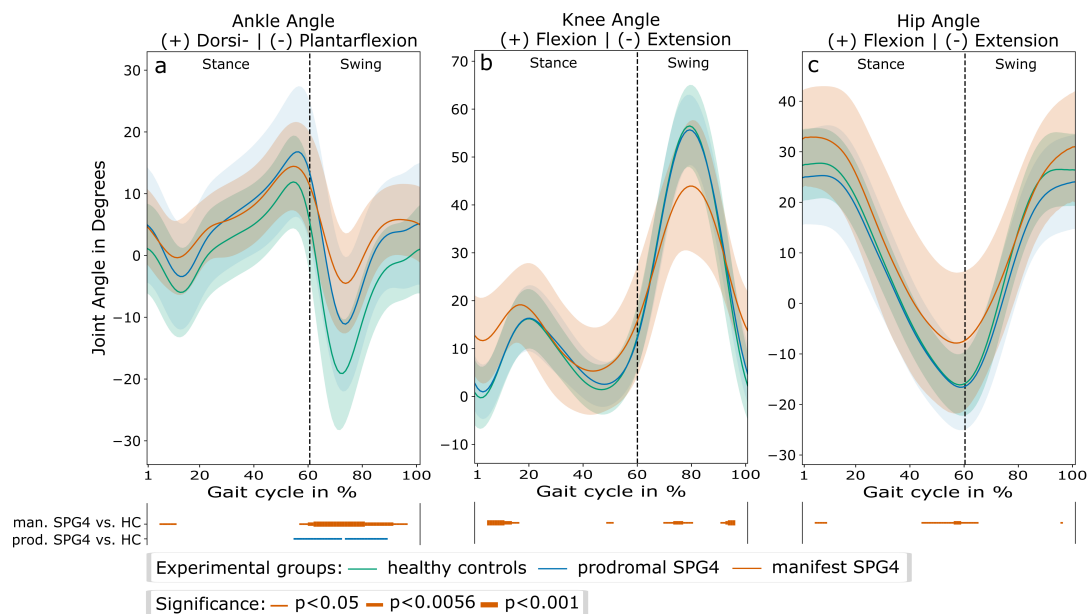 Ankle Angle
(+) Dorsi- | (-) Plantarflexion
Knee Angle
(+) Flexion | (-) Extension
Hip Angle
(+) Flexion | (-) Extension
a
Stance
Swing
b
Stance
Swing
c
Stance
Swing
Joint Angle in Degrees
30
20
10
0
−10
−20
−30
70
60
50
40
30
20
10
0
−10
40
30
20
10
0
−10
−20
−30
1 20 40 60 80 100
1 20 40 60 80 100
1 20 40 60 80 100
Gait cycle in %
Gait cycle in %
Gait cycle in %
man. SPG4 vs. HC
prod. SPG4 vs. HC
Experimental groups: healthy controls prodromal SPG4 manifest SPG4
Significance: p<0.05 p<0.0056 p<0.001